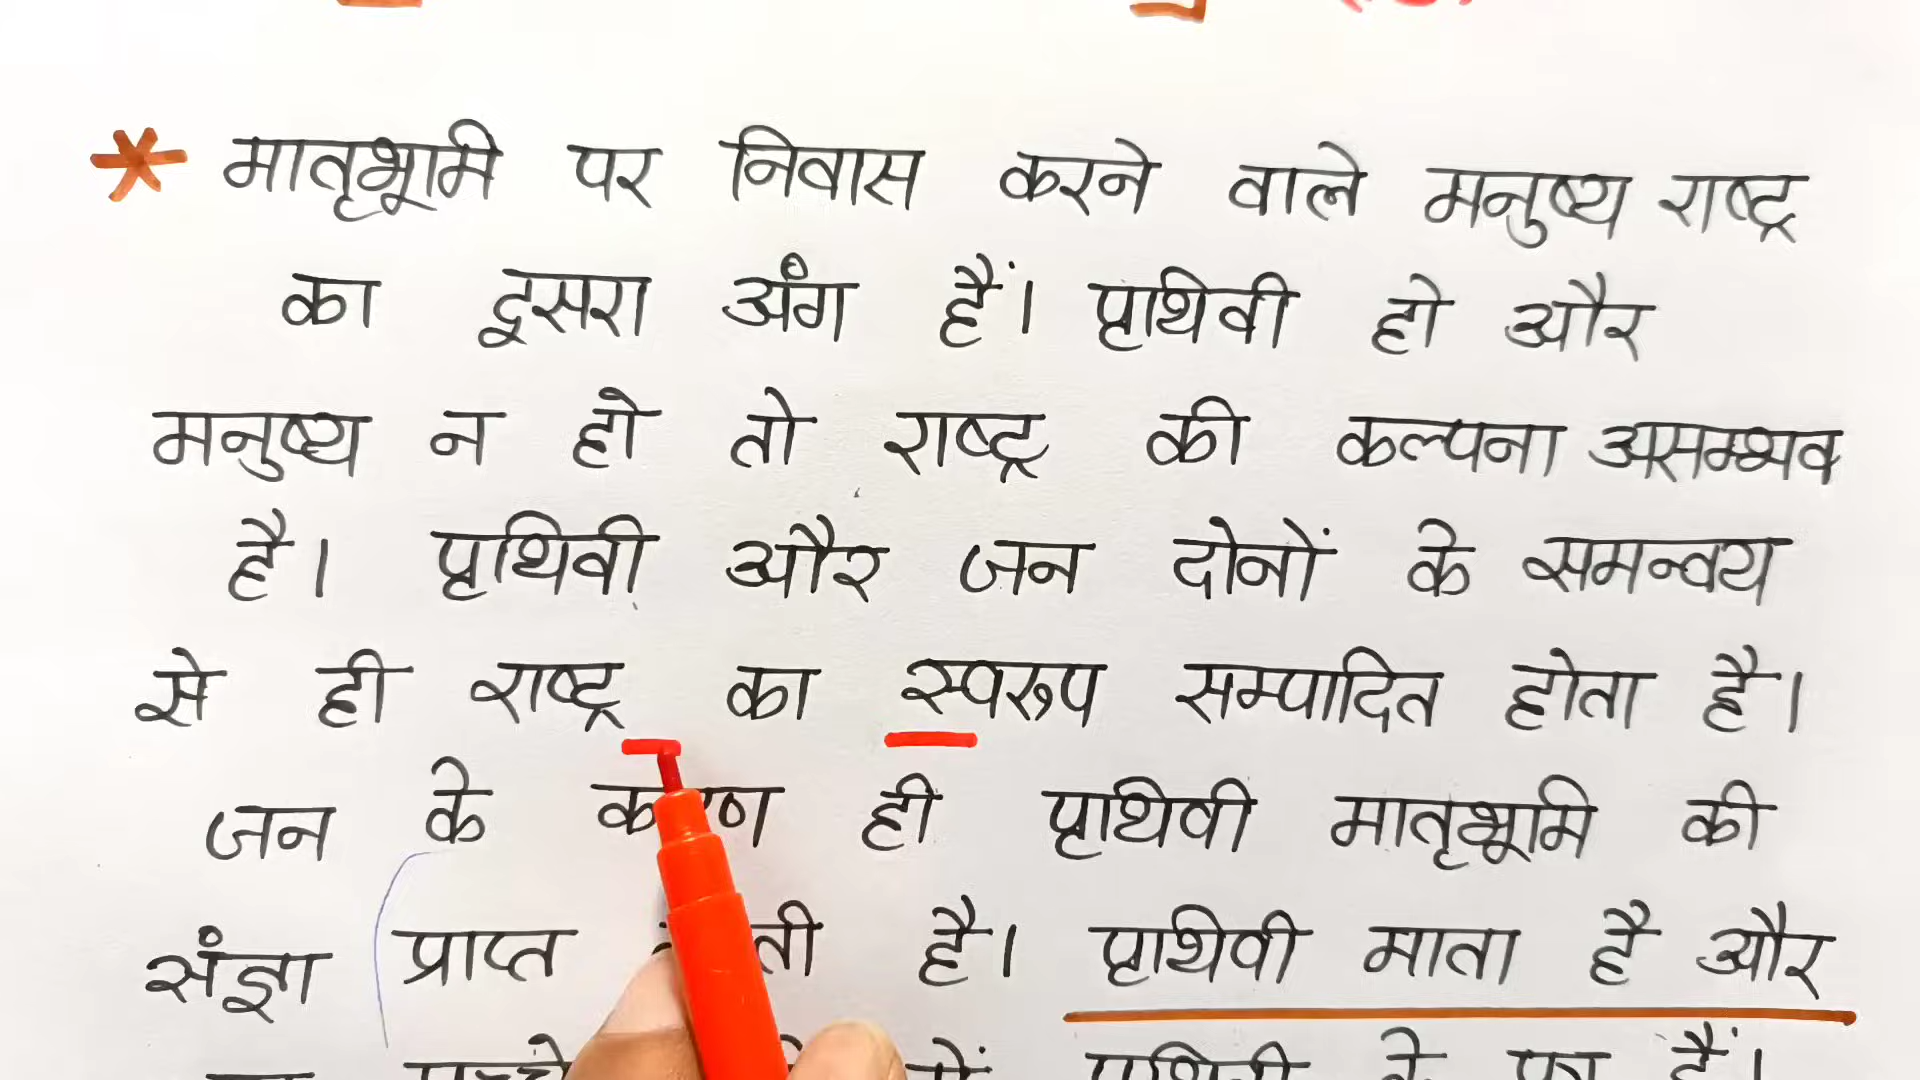 मातृभूमि पर निवास करने वाले मनुष्य राष्ट्र
का दूसरा अंग हैं। पृथिवी हो और
मनुष्य न हो तो राष्ट्र की कल्पना असम्भव
है। पृथिवी और जन दोनों के समन्वय
से ही राष्ट्र का स्वरूप सम्पादित होता है।
जन के ही पृथिवी मातृभूमि की
संज्ञा प्राप्त है। पृथिवी माता है और